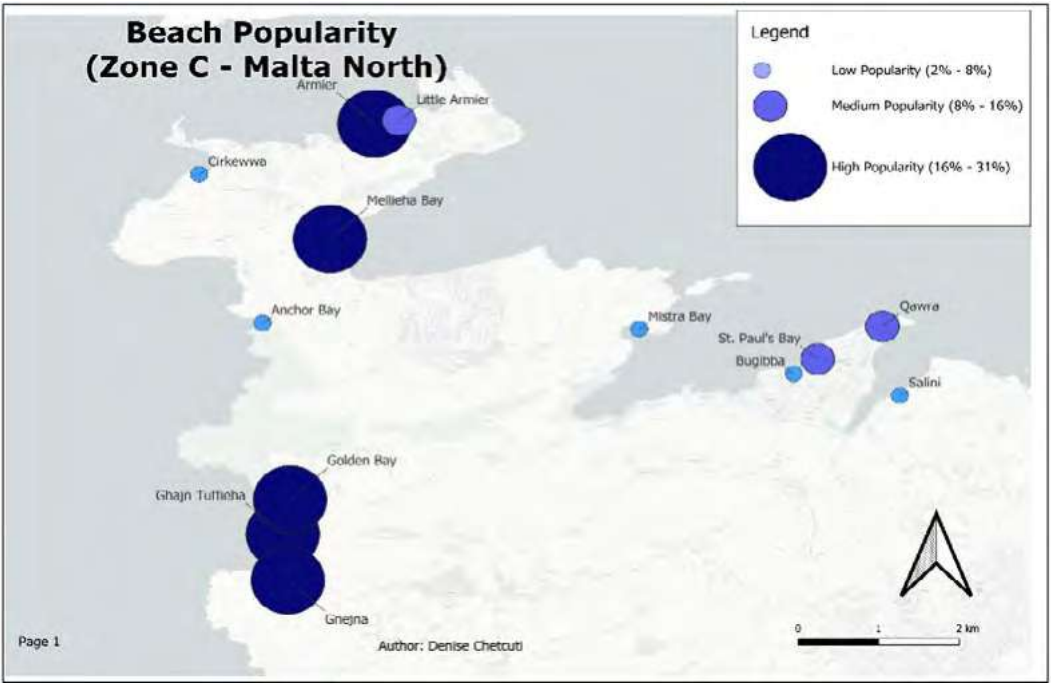 Beach Popularity
(Zone C - Malta North)
Legend
Low Popularity (2% - 8%)
Medium Popularity (8% - 16%)
High Popularity (16% - 31%)
Armier
Little Armier
Cirkewwa
Mellieha Bay
Anchor Bay
Mistra Bay
Qawra
St. Paul's Bay
Bugibba
Salini
Golden Bay
Ghajn Tuffieha
Gnejna
0 1 2 km
Page 1
Author: Denise Chetcuti